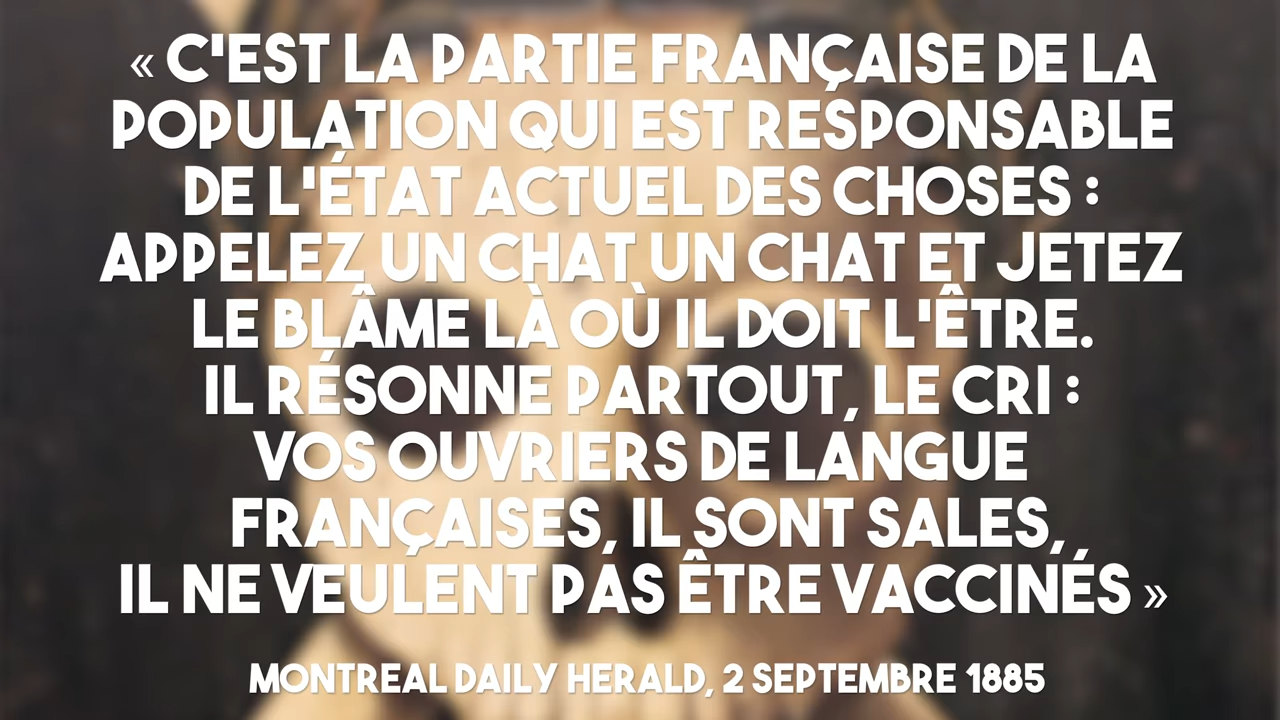 « C'EST LA PARTIE FRANÇAISE DE LA
POPULATION QUI EST RESPONSABLE
DE L'ÉTAT ACTUEL DES CHOSES :
APPELEZ UN CHAT UN CHAT ET JETEZ
LE BLÂME LÀ OÙ IL DOIT L'ÊTRE.
IL RÉSONNE PARTOUT, LE CRI :
VOS OUVRIERS DE LANGUE
FRANÇAISES, IL SONT SALES,
IL NE VEULENT PAS ÊTRE VACCINÉS »
MONTREAL DAILY HERALD, 2 SEPTEMBRE 1885